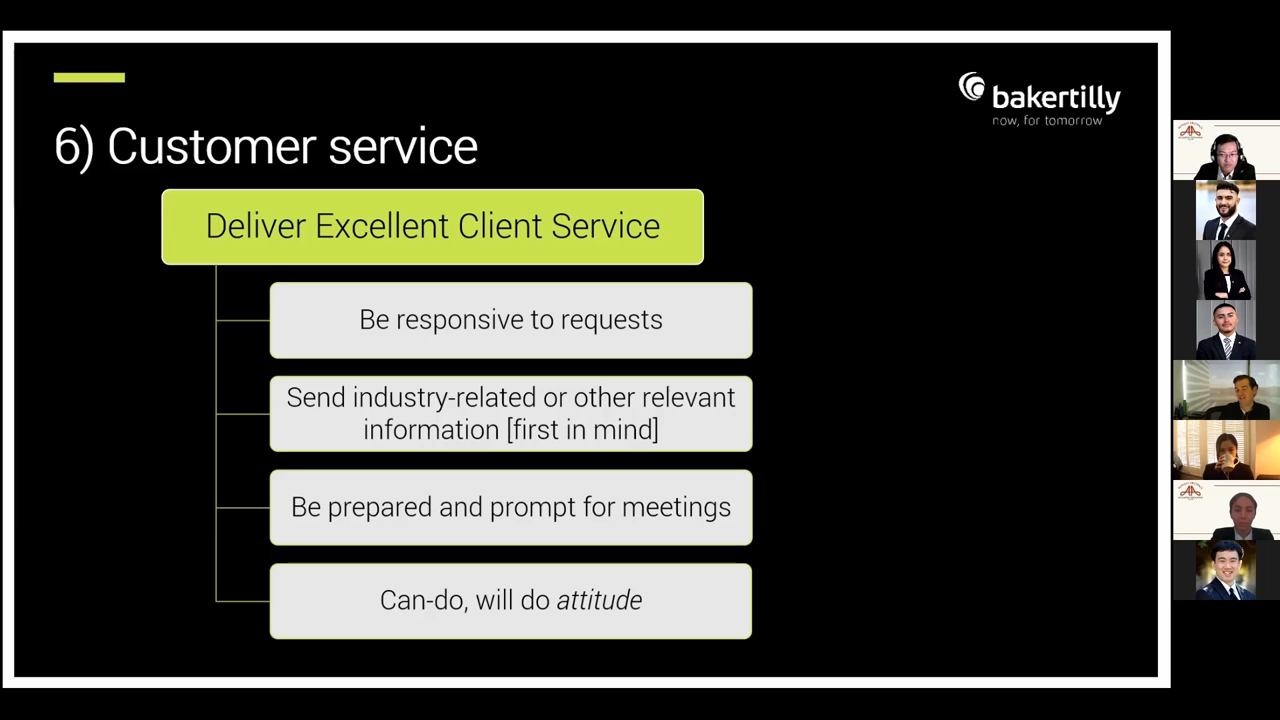 bakertilly
now, for tomorrow
6) Customer service
Deliver Excellent Client Service
Be responsive to requests
Send industry-related or other relevant
information [first in mind]
Be prepared and prompt for meetings
Can-do, will do attitude